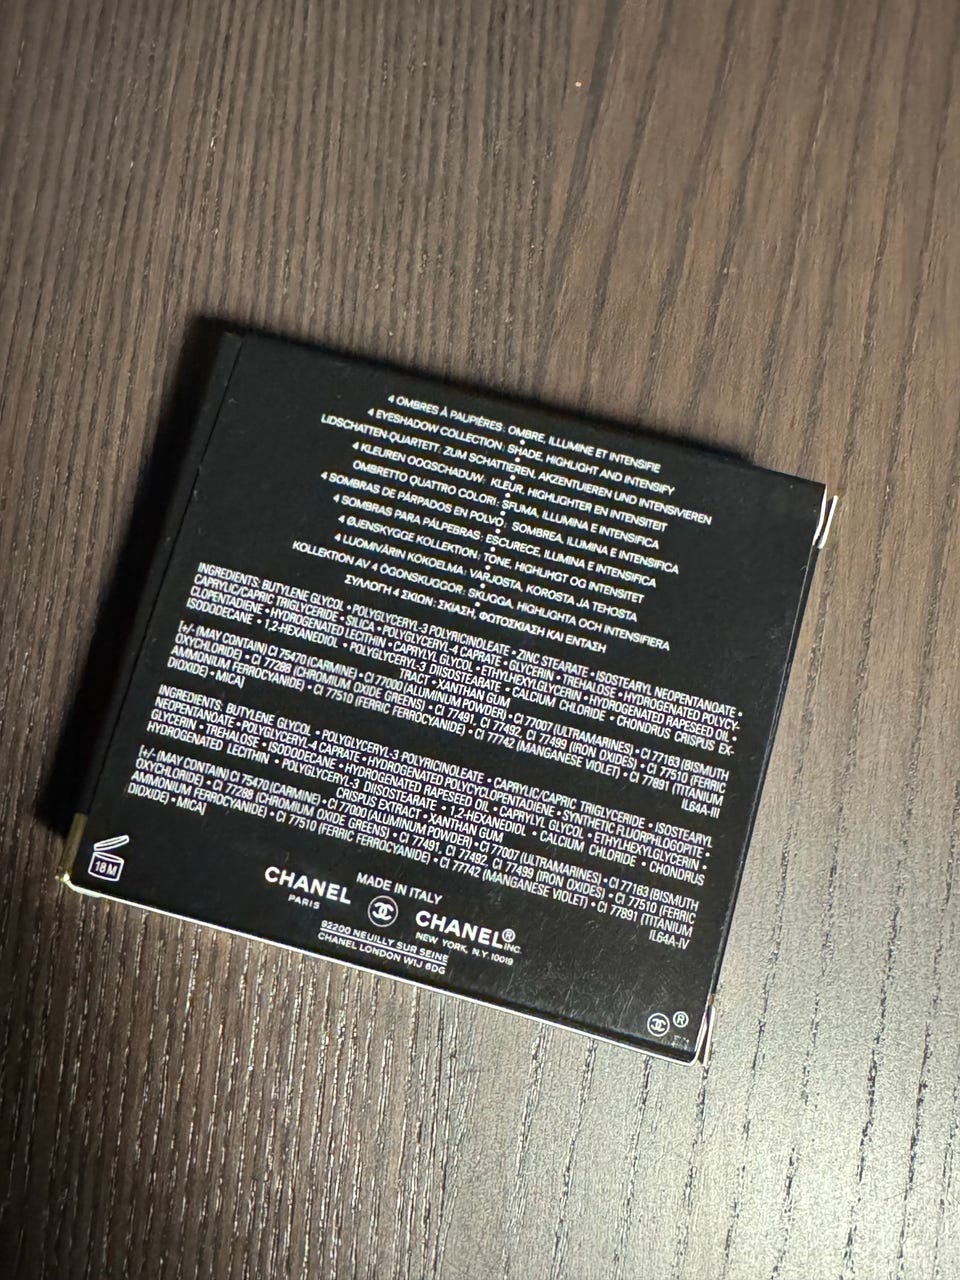 4 OMBRES À PAUPIÈRES : OMBRE, ILLUMINE ET INTENSIFIE
4 EYESHADOW COLLECTION : SHADE, HIGHLIGHT AND INTENSIFY
LIDSCHATTEN-QUARTETT: ZUM SCHATTIEREN, AKZENTUIEREN UND INTENSIVIEREN
4 KLEUREN OOGSCHADUW: KLEUR, HIGHLIGHTER EN INTENSITEIT
OMBRETTO QUATTRO COLORI : SFUMA, ILLUMINA E INTENSIFICA
4 SOMBRAS DE PÁRPADOS EN POLVO : SOMBREA, ILUMINA E INTENSIFICA
4 SOMBRAS PARA PÁLPEBRAS : ESCURECE, ILUMINA E INTENSIFICA
4 ØJENSKYGGE KOLLEKTION : TONE, HIGHLIHGT OG INTENSITET
4 LUOMIVÄRIN KOKOELMA : VARJOSTA, KOROSTA JA TEHOSTA
KOLLEKTION AV 4 ÖGONSKUGGOR : SKUGGA, HIGHLIGHTA OCH INTENSIFIERA
ΣΥΛΛΟΓΗ 4 ΣΚΙΩΝ : ΣΚΙΑΣΗ, ΦΩΤΟΣΚΙΑΣΗ ΚΑΙ ΕΝΤΑΣΗ
INGREDIENTS: BUTYLENE GLYCOL • POLYGLYCERYL-3 POLYRICINOLEATE • ZINC STEARATE • ISOSTEARYL NEOPENTANOATE •
CAPRYLIC/CAPRIC TRIGLYCERIDE • SILICA • POLYGLYCERYL-4 CAPRATE • GLYCERIN • TREHALOSE • HYDROGENATED POLYCY-
CLOPENTADIENE • HYDROGENATED LECITHIN • CAPRYLYL GLYCOL • ETHYLHEXYLGLYCERIN • HYDROGENATED RAPESEED OIL •
ISODODECANE • 1,2-HEXANEDIOL • POLYGLYCERYL-3 DIISOSTEARATE • CALCIUM CHLORIDE • CHONDRUS CRISPUS EX-
TRACT • XANTHAN GUM
[+/- (MAY CONTAIN) CI 75470 (CARMINE) • CI 77000 (ALUMINUM POWDER) • CI 77007 (ULTRAMARINES) • CI 77163 (BISMUTH
OXYCHLORIDE) • CI 77288 (CHROMIUM OXIDE GREENS) • CI 77491, CI 77492, CI 77499 (IRON OXIDES) • CI 77510 (FERRIC
AMMONIUM FERROCYANIDE) • CI 77510 (FERRIC FERROCYANIDE) • CI 77742 (MANGANESE VIOLET) • CI 77891 (TITANIUM
DIOXIDE) • MICA] IL64A-III
INGREDIENTS: BUTYLENE GLYCOL • POLYGLYCERYL-3 POLYRICINOLEATE • CAPRYLIC/CAPRIC TRIGLYCERIDE • ISOSTEARYL
NEOPENTANOATE • POLYGLYCERYL-4 CAPRATE • HYDROGENATED POLYCYCLOPENTADIENE • SYNTHETIC FLUORPHLOGOPITE •
GLYCERIN • TREHALOSE • ISODODECANE • HYDROGENATED RAPESEED OIL • CAPRYLYL GLYCOL • ETHYLHEXYLGLYCERIN •
HYDROGENATED LECITHIN • POLYGLYCERYL-3 DIISOSTEARATE • 1,2-HEXANEDIOL • CALCIUM CHLORIDE • CHONDRUS
CRISPUS EXTRACT • XANTHAN GUM
[+/- (MAY CONTAIN) CI 75470 (CARMINE) • CI 77000 (ALUMINUM POWDER) • CI 77007 (ULTRAMARINES) • CI 77163 (BISMUTH
OXYCHLORIDE) • CI 77288 (CHROMIUM OXIDE GREENS) • CI 77491, CI 77492, CI 77499 (IRON OXIDES) • CI 77510 (FERRIC
AMMONIUM FERROCYANIDE) • CI 77510 (FERRIC FERROCYANIDE) • CI 77742 (MANGANESE VIOLET) • CI 77891 (TITANIUM
DIOXIDE) • MICA] IL64A-IV
18 M
MADE IN ITALY
CHANEL CHANEL® INC.
PARIS NEW YORK, N.Y. 10019
92200 NEUILLY SUR SEINE
CHANEL LONDON W1J 6DG
®